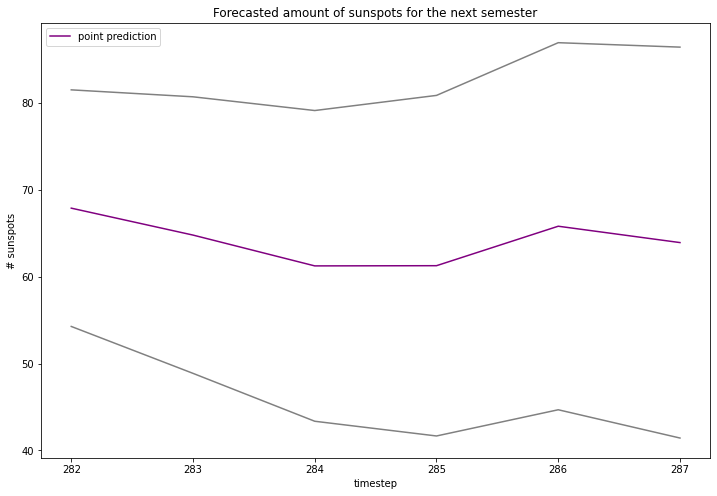 Forecasted amount of sunspots for the next semester
point prediction
# sunspots
80
70
60
50
40
282 283 284 285 286 287
timestep